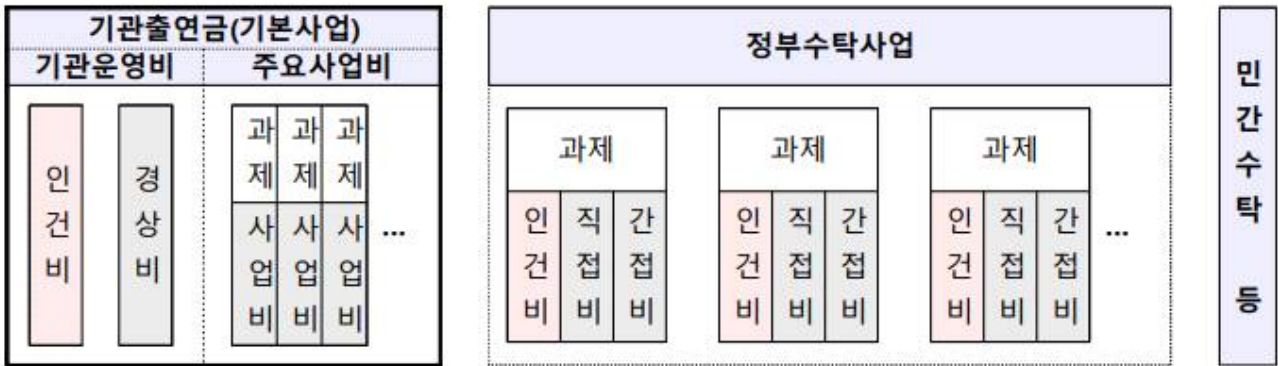 기관출연금(기본사업)
기관운영비
주요사업비
인건비
경상비
과제
사업비
과제
사업비
과제
사업비
...
정부수탁사업
과제
인건비
직접비
간접비
과제
인건비
직접비
간접비
과제
인건비
직접비
간접비
...
민간수탁 등